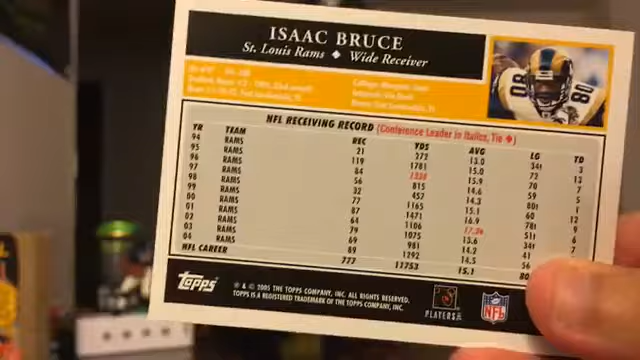 ISAAC BRUCE
St. Louis Rams ◆ Wide Receiver
80 80
NFL RECEIVING RECORD (Conference Leader in Italics, Tie ◆)
YR TEAM REC YDS AVG LG TD
94 RAMS 21 272 13.0 34t 3
95 RAMS 119 1781 15.0 72 13
96 RAMS 84 1338 15.9 70 7
97 RAMS 56 815 14.6 59 5
98 RAMS 32 457 14.3 80t 1
99 RAMS 77 1165 15.1 60 12
00 RAMS 87 1471 16.9 78t 9
01 RAMS 64 1106 17.3◆ 51t 6
02 RAMS 79 1075 13.6 34t 7
03 RAMS 69 981 14.2 41
04 RAMS 89 1292 14.5 56
NFL CAREER 777 11753 15.1 80
Topps
® & © 2005 THE TOPPS COMPANY, INC. ALL RIGHTS RESERVED.
TOPPS IS A REGISTERED TRADEMARK OF THE TOPPS COMPANY, INC.
PLAYERS INC
NFL